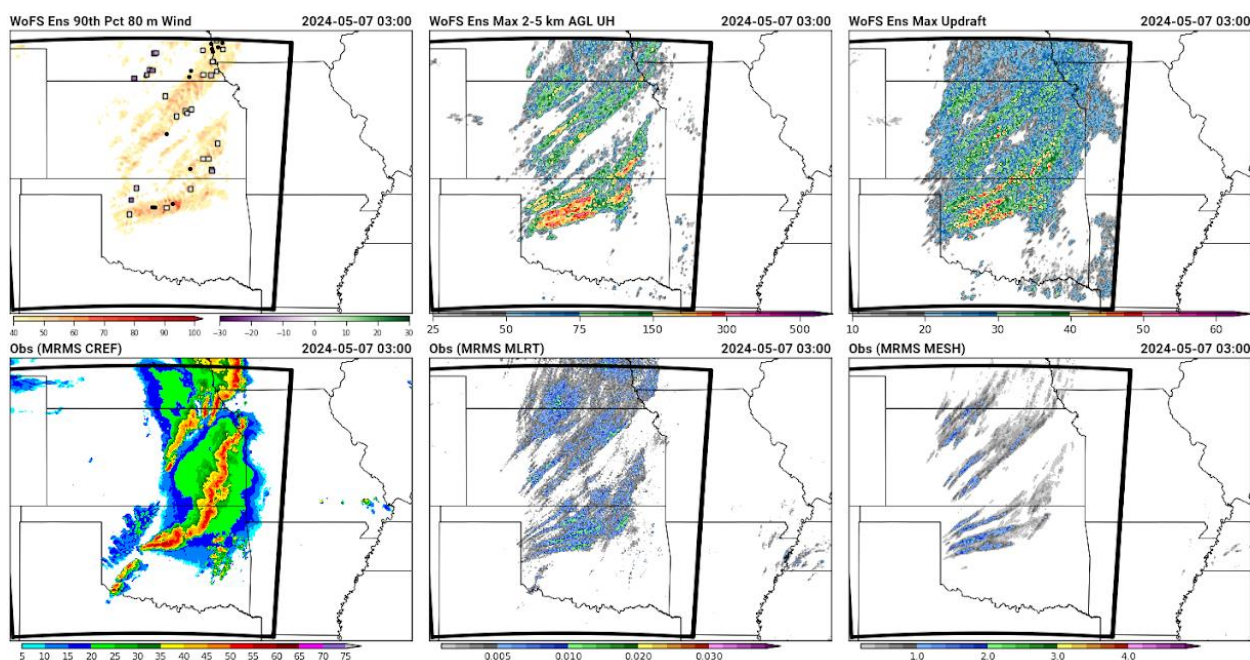 WoFS Ens 90th Pct 80 m Wind 2024-05-07 03:00
WoFS Ens Max 2-5 km AGL UH 2024-05-07 03:00
WoFS Ens Max Updraft 2024-05-07 03:00
40 50 60 70 80 90 100 −30 −20 −10 0 10 20 30
25 50 75 150 300 500
10 20 30 40 50 60
Obs (MRMS CREF) 2024-05-07 03:00
Obs (MRMS MLRT) 2024-05-07 03:00
Obs (MRMS MESH) 2024-05-07 03:00
5 10 15 20 25 30 35 40 45 50 55 60 65 70 75
0.005 0.010 0.020 0.030
1.0 2.0 3.0 4.0